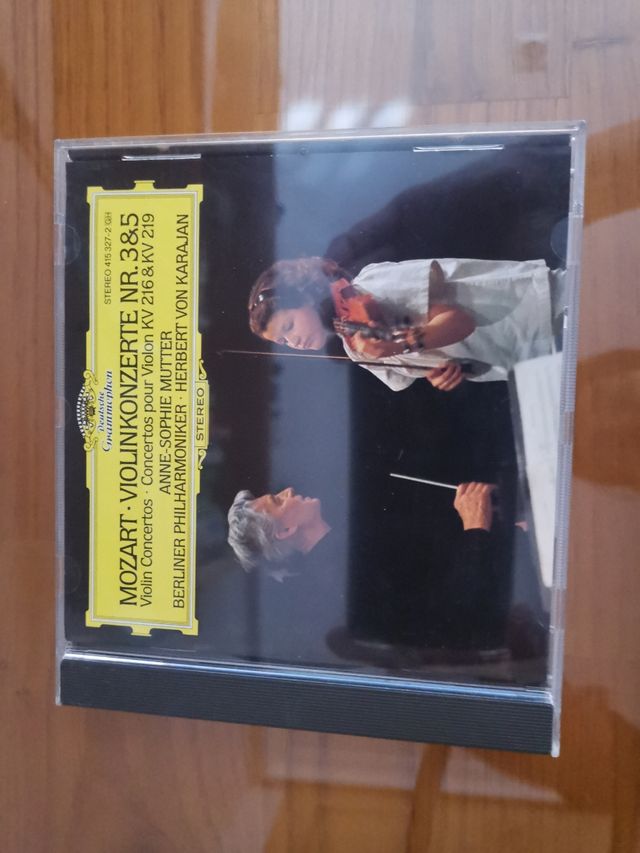 STEREO 415 327-2 GH
Deutsche
Grammophon
MOZART · VIOLINKONZERTE NR. 3&5
Violin Concertos · Concertos pour Violon KV 216 & KV 219
ANNE-SOPHIE MUTTER
BERLINER PHILHARMONIKER · HERBERT VON KARAJAN
STEREO